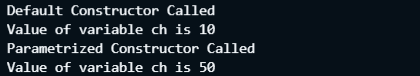 Default Constructor Called
Value of variable ch is 10
Parametrized Constructor Called
Value of variable ch is 50